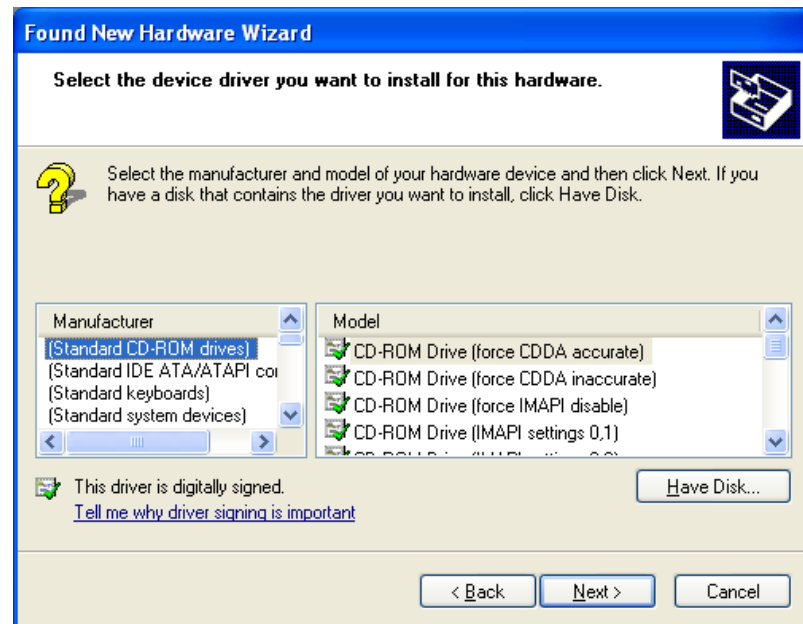 Found New Hardware Wizard
Select the device driver you want to install for this hardware.
Select the manufacturer and model of your hardware device and then click Next. If you
have a disk that contains the driver you want to install, click Have Disk.
Manufacturer
(Standard CD-ROM drives)
(Standard IDE ATA/ATAPI co
(Standard keyboards)
(Standard system devices)
Model
CD-ROM Drive (force CDDA accurate)
CD-ROM Drive (force CDDA inaccurate)
CD-ROM Drive (force IMAPI disable)
CD-ROM Drive (IMAPI settings 0,1)
This driver is digitally signed.
Tell me why driver signing is important
Have Disk...
< Back
Next >
Cancel